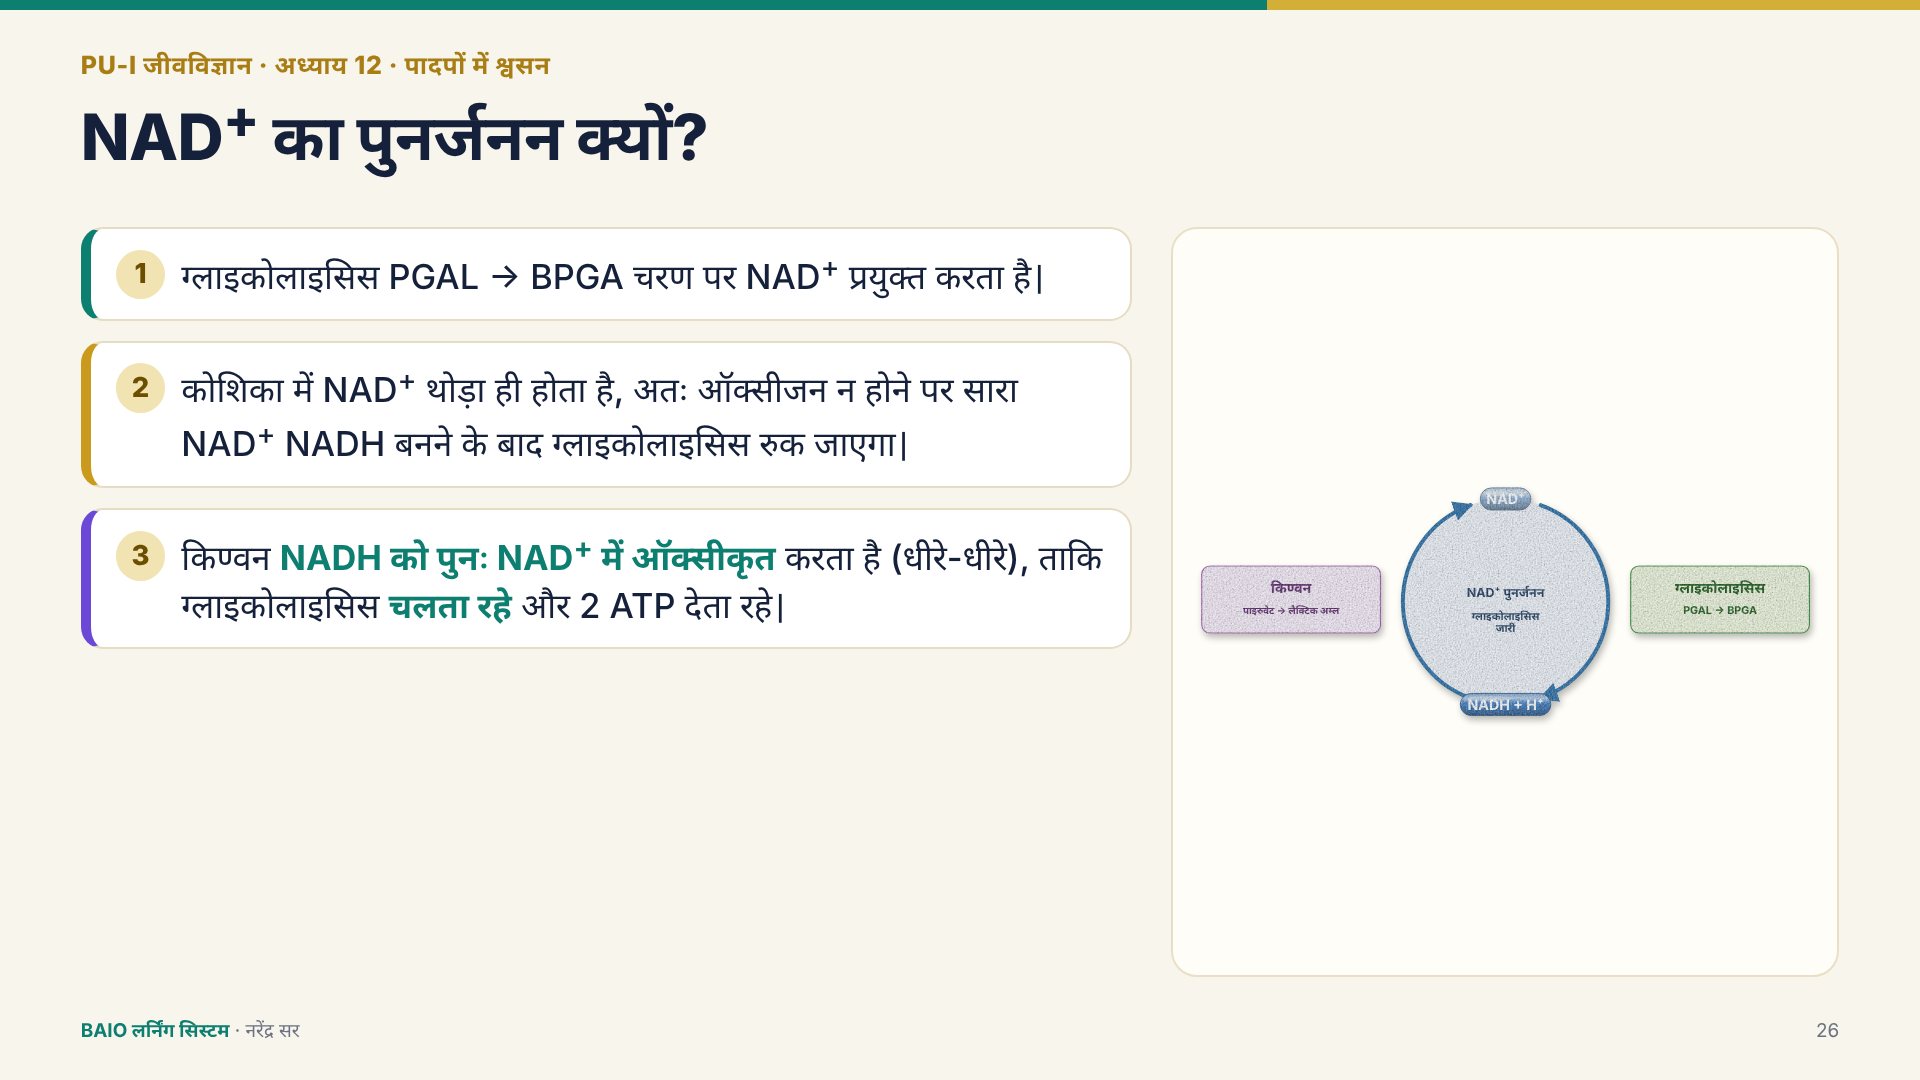 PU-I जीवविज्ञान · अध्याय 12 · पादपों में श्वसन
NAD⁺ का पुनर्जनन क्यों?
1 ग्लाइकोलाइसिस PGAL → BPGA चरण पर NAD⁺ प्रयुक्त करता है|
2 कोशिका में NAD⁺ थोड़ा ही होता है, अतः ऑक्सीजन न होने पर सारा
NAD⁺ NADH बनने के बाद ग्लाइकोलाइसिस रुक जाएगा|
3 किण्वन NADH को पुनः NAD⁺ में ऑक्सीकृत करता है (धीरे-धीरे), ताकि
ग्लाइकोलाइसिस चलता रहे और 2 ATP देता रहे|
NAD⁺
किण्वन
पाइरुवेट → लैक्टिक अम्ल
NAD⁺ पुनर्जनन
ग्लाइकोलाइसिस
जारी
ग्लाइकोलाइसिस
PGAL → BPGA
NADH + H⁺
BAIO लर्निंग सिस्टम · नरेंद्र सर
26